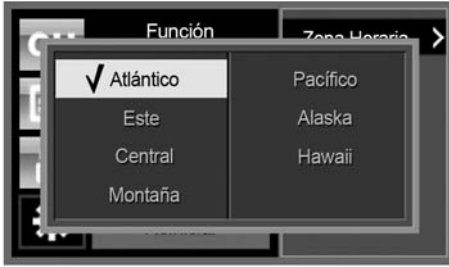 Función
Zona Horaria >
√ Atlántico
Este
Central
Montaña
Pacífico
Alaska
Hawaii